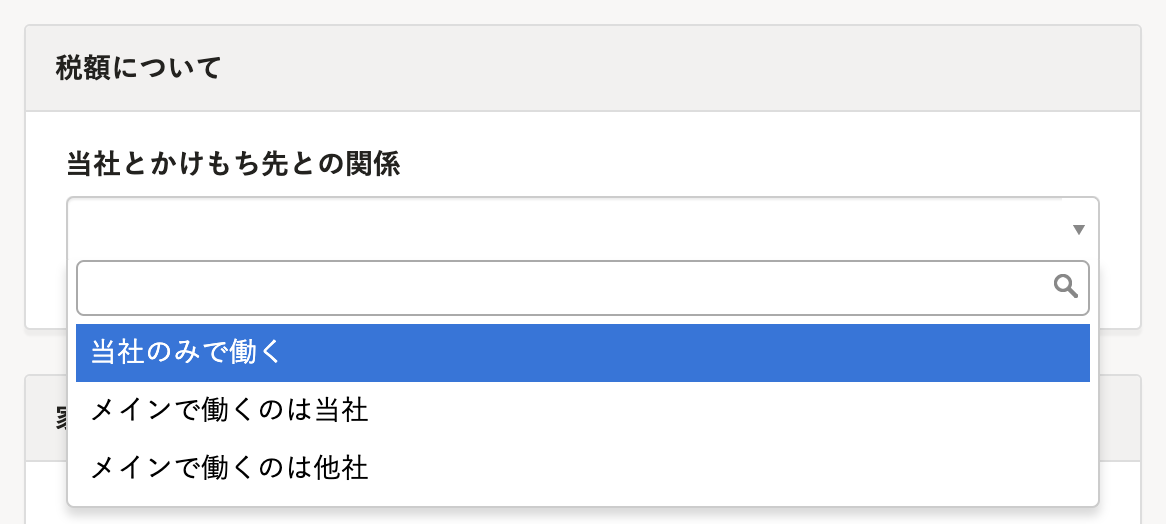 税額について
当社とかけもち先との関係
当社のみで働く
メインで働くのは当社
メインで働くのは他社